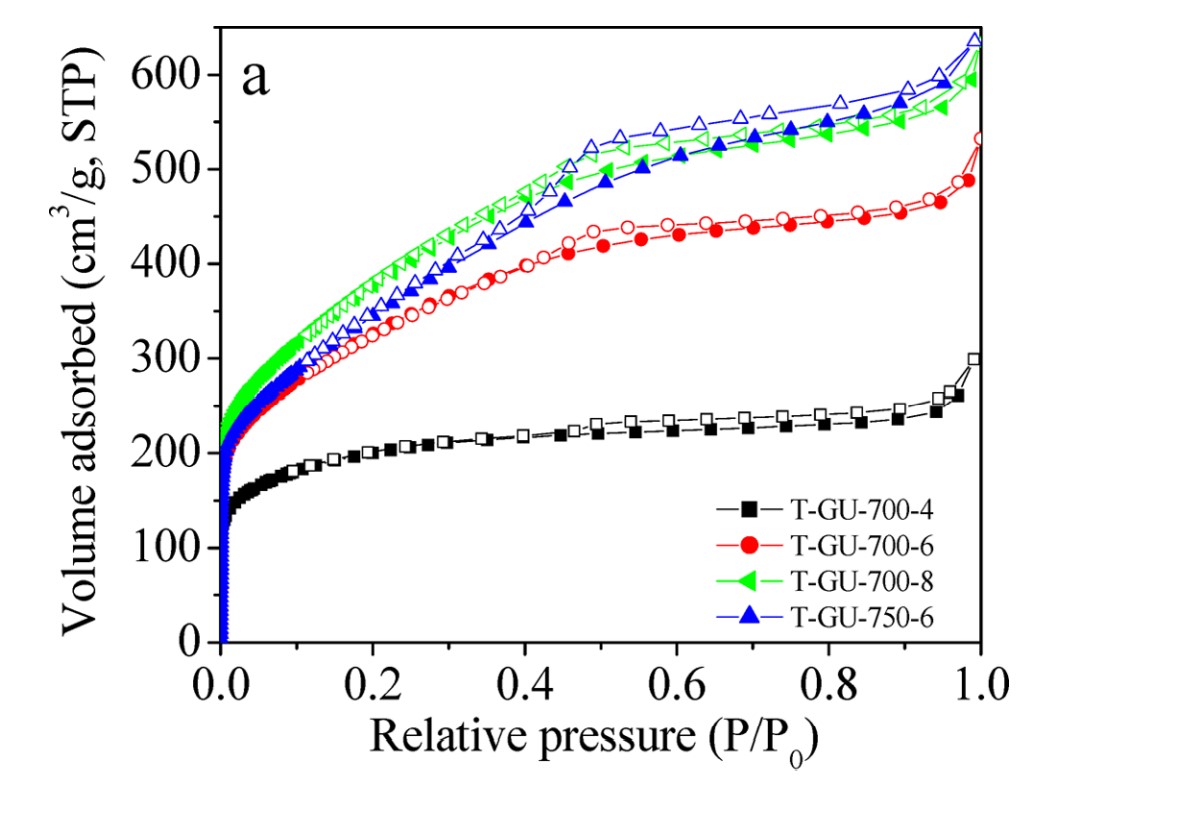 a
Volume adsorbed (cm³/g, STP)
600
500
400
300
200
100
0
T-GU-700-4
T-GU-700-6
T-GU-700-8
T-GU-750-6
0.0 0.2 0.4 0.6 0.8 1.0
Relative pressure (P/P₀)